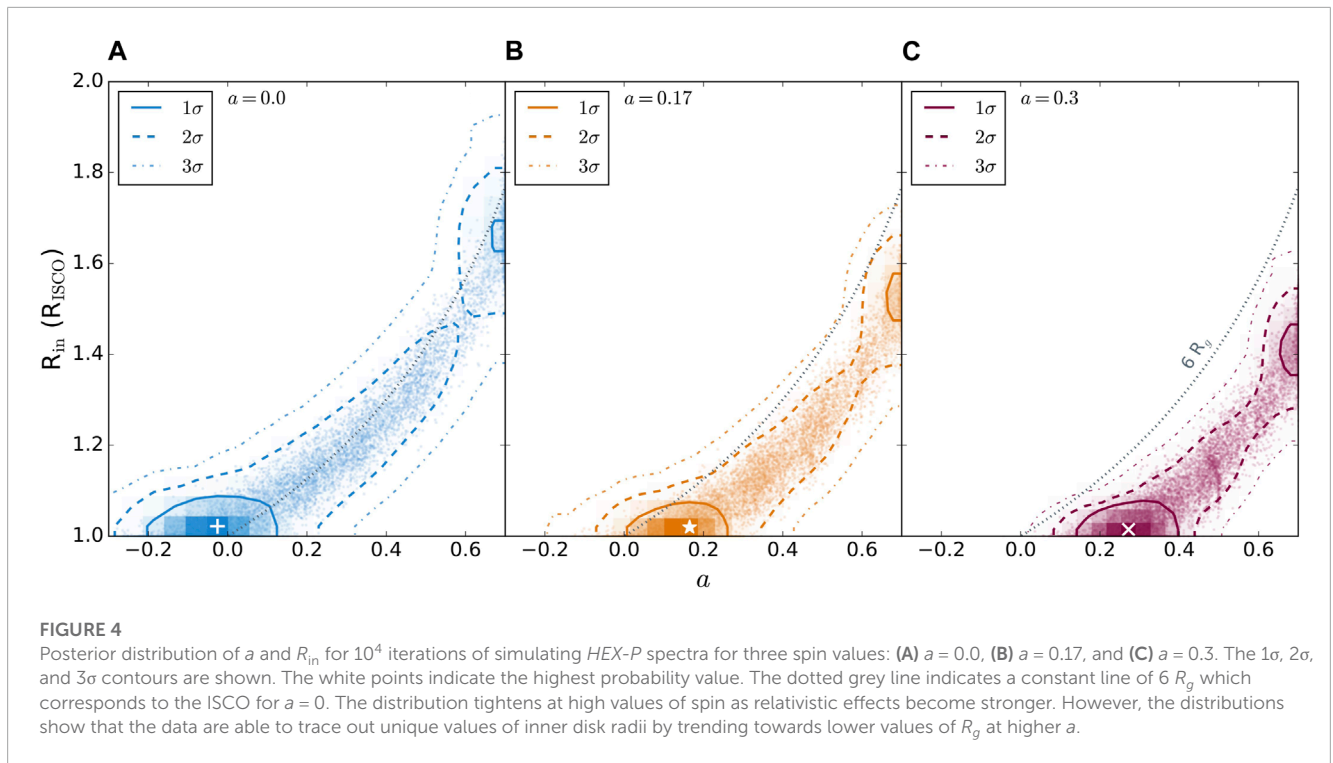 A
B
C
a = 0.0
1σ
2σ
3σ
a = 0.17
1σ
2σ
3σ
a = 0.3
1σ
2σ
3σ
6 R_g
R_in (R_ISCO)
2.0
1.8
1.6
1.4
1.2
1.0
−0.2 0.0 0.2 0.4 0.6
−0.2 0.0 0.2 0.4 0.6
−0.2 0.0 0.2 0.4 0.6
a
FIGURE 4
Posterior distribution of a and R_in for 10^4 iterations of simulating HEX-P spectra for three spin values: (A) a = 0.0, (B) a = 0.17, and (C) a = 0.3. The 1σ, 2σ,
and 3σ contours are shown. The white points indicate the highest probability value. The dotted grey line indicates a constant line of 6 R_g which
corresponds to the ISCO for a = 0. The distribution tightens at high values of spin as relativistic effects become stronger. However, the distributions
show that the data are able to trace out unique values of inner disk radii by trending towards lower values of R_g at higher a.